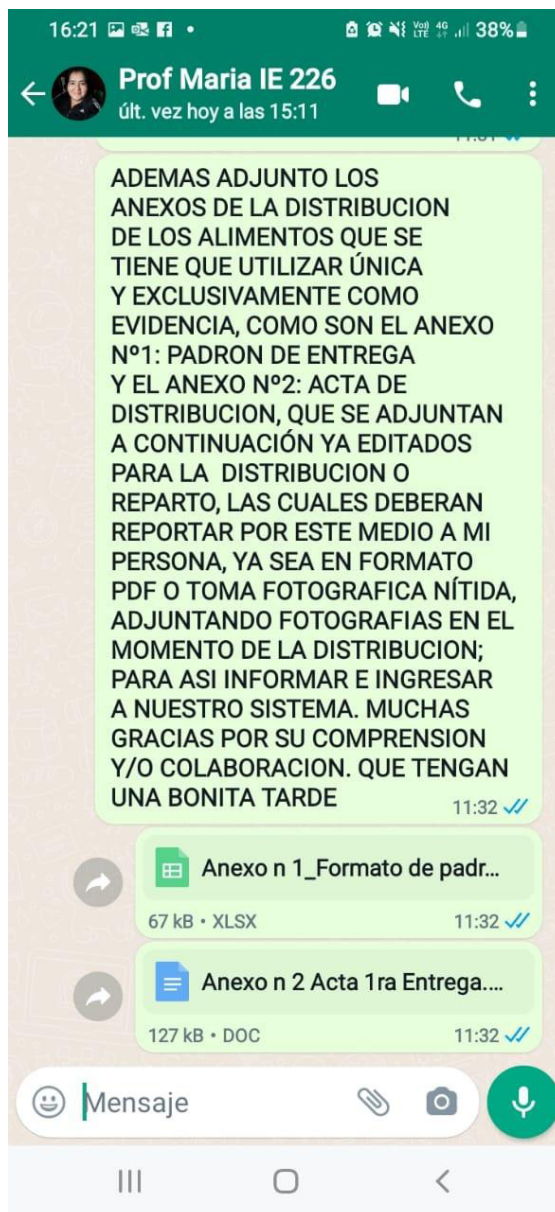 16:21
VoLTE 4G 38%
Prof Maria IE 226
últ. vez hoy a las 15:11
ADEMAS ADJUNTO LOS
ANEXOS DE LA DISTRIBUCION
DE LOS ALIMENTOS QUE SE
TIENE QUE UTILIZAR ÚNICA
Y EXCLUSIVAMENTE COMO
EVIDENCIA, COMO SON EL ANEXO
Nº1: PADRON DE ENTREGA
Y EL ANEXO Nº2: ACTA DE
DISTRIBUCION, QUE SE ADJUNTAN
A CONTINUACIÓN YA EDITADOS
PARA LA DISTRIBUCION O
REPARTO, LAS CUALES DEBERAN
REPORTAR POR ESTE MEDIO A MI
PERSONA, YA SEA EN FORMATO
PDF O TOMA FOTOGRAFICA NÍTIDA,
ADJUNTANDO FOTOGRAFIAS EN EL
MOMENTO DE LA DISTRIBUCION;
PARA ASI INFORMAR E INGRESAR
A NUESTRO SISTEMA. MUCHAS
GRACIAS POR SU COMPRENSION
Y/O COLABORACION. QUE TENGAN
UNA BONITA TARDE
11:32
Anexo n 1_Formato de padr...
67 kB • XLSX 11:32
Anexo n 2 Acta 1ra Entrega....
127 kB • DOC 11:32
Mensaje